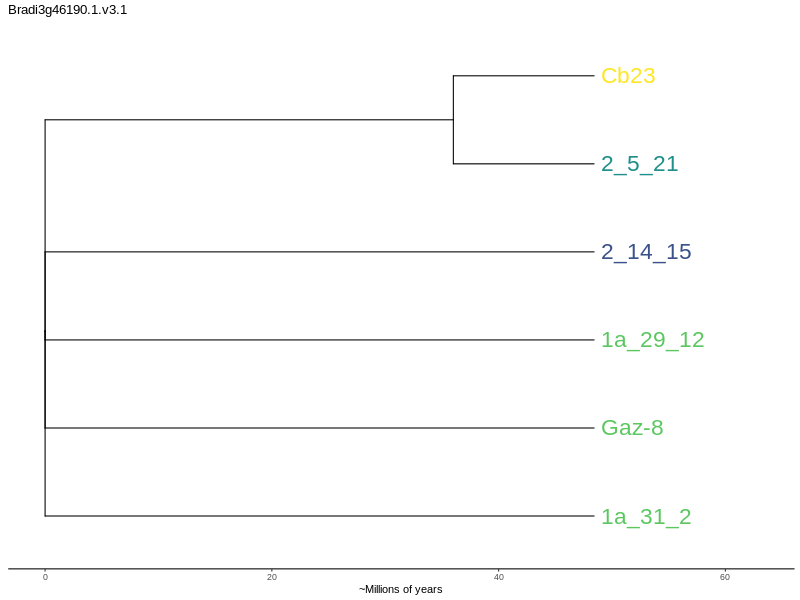 Bradi3g46190.1.v3.1
Cb23
2_5_21
2_14_15
1a_29_12
Gaz-8
1a_31_2
0 20 40 60
~Millions of years